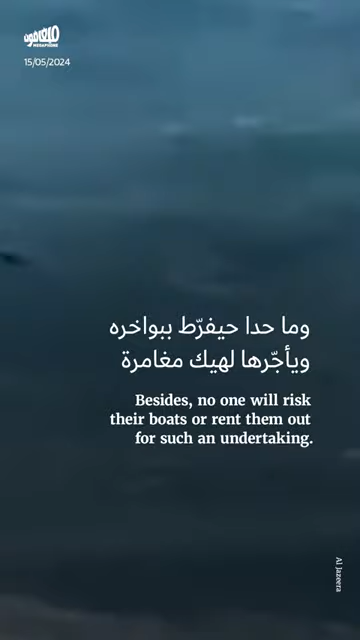 ميغافون
MEGAPHONE
15/05/2024
وما حدا حيفرّط ببواخره
ويأجّرها لهيك مغامرة
Besides, no one will risk
their boats or rent them out
for such an undertaking.
Al Jazeera